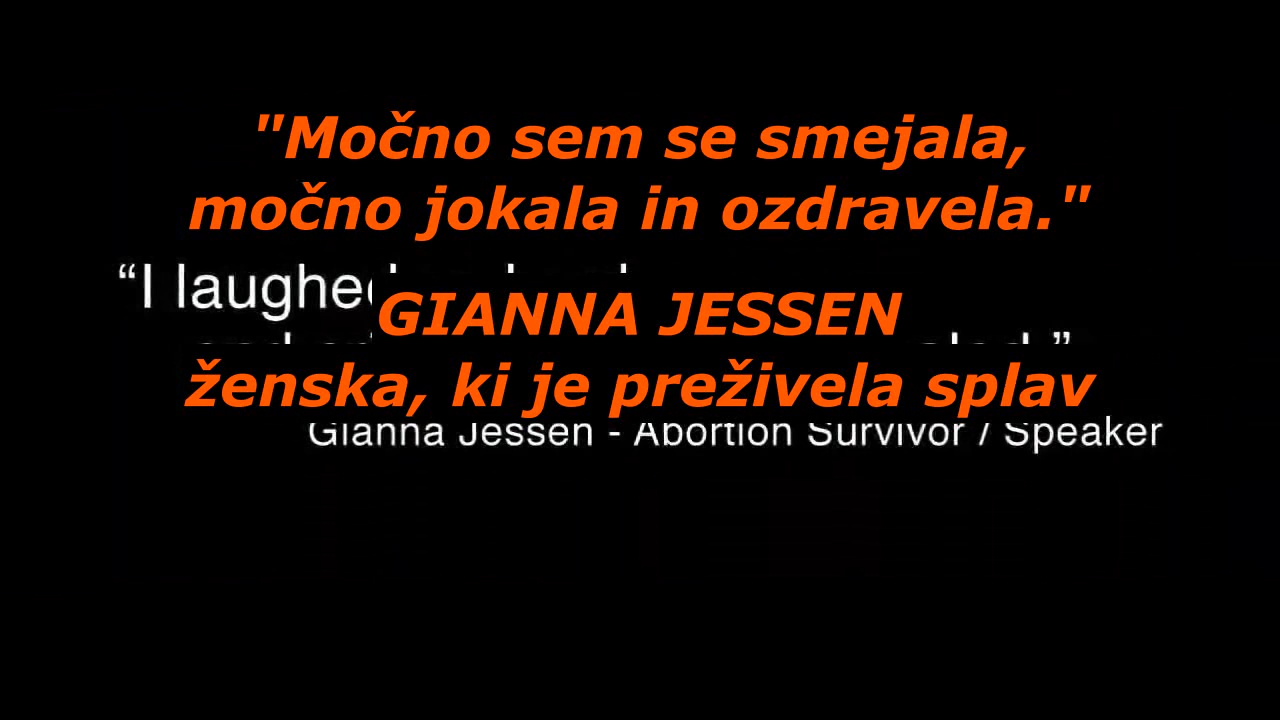 "Močno sem se smejala,
močno jokala in ozdravela."
“I laughed
GIANNA JESSEN
ženska, ki je preživela splav
Gianna Jessen - Abortion Survivor / Speaker